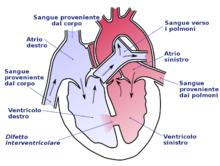 Sangue proveniente
dal corpo
Sangue verso
i polmoni
Atrio
destro
Atrio
sinistro
Sangue
proveniente
dal corpo
Sangue
proveniente
dai polmoni
Ventricolo
destro
Difetto
interventricolare
Ventricolo
sinistro